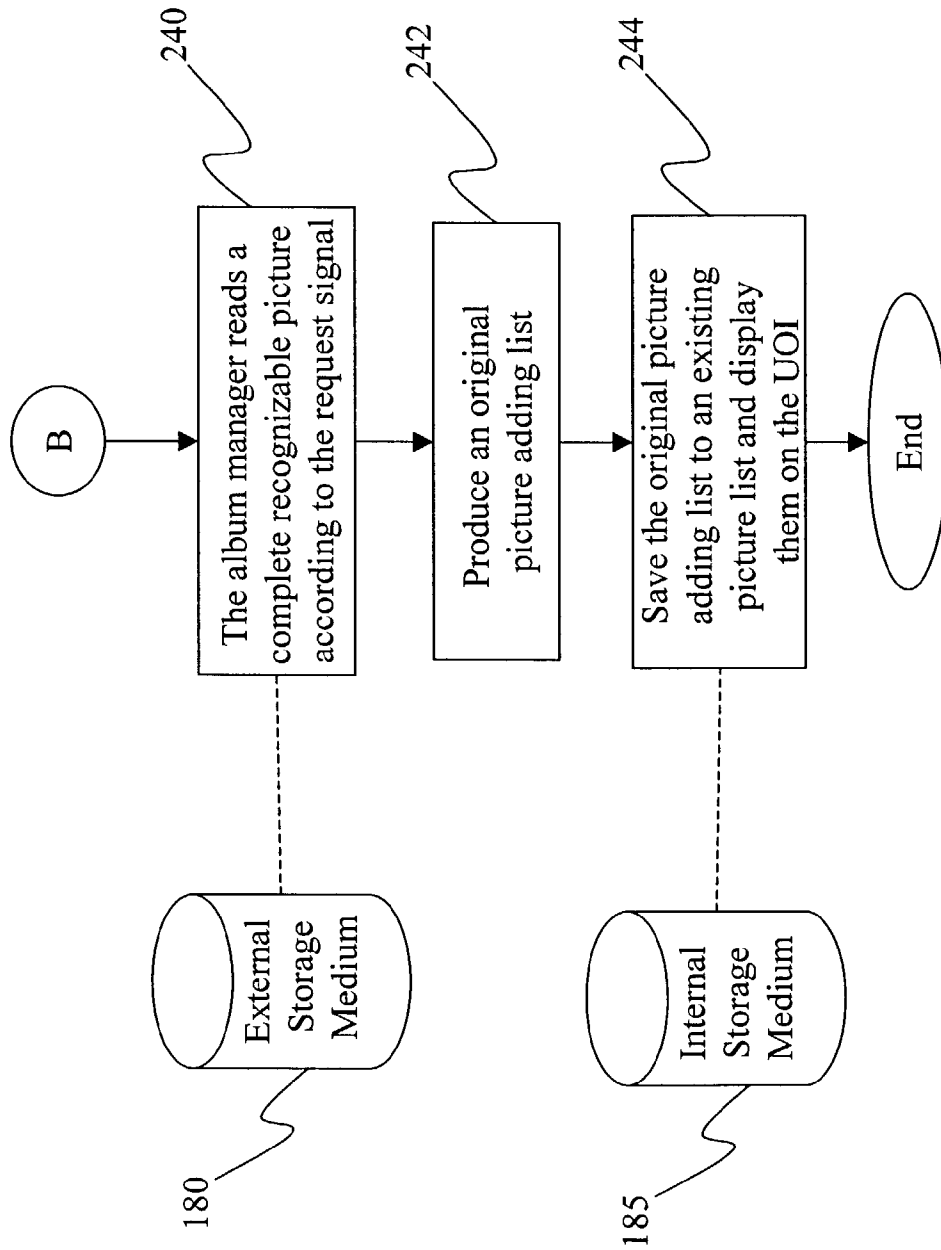 B
The album manager reads a
complete recognizable picture
according to the request signal
240
External
Storage
Medium
180
Produce an original
picture adding list
242
Save the original picture
adding list to an existing
picture list and display
them on the UOI
244
Internal
Storage
Medium
185
End